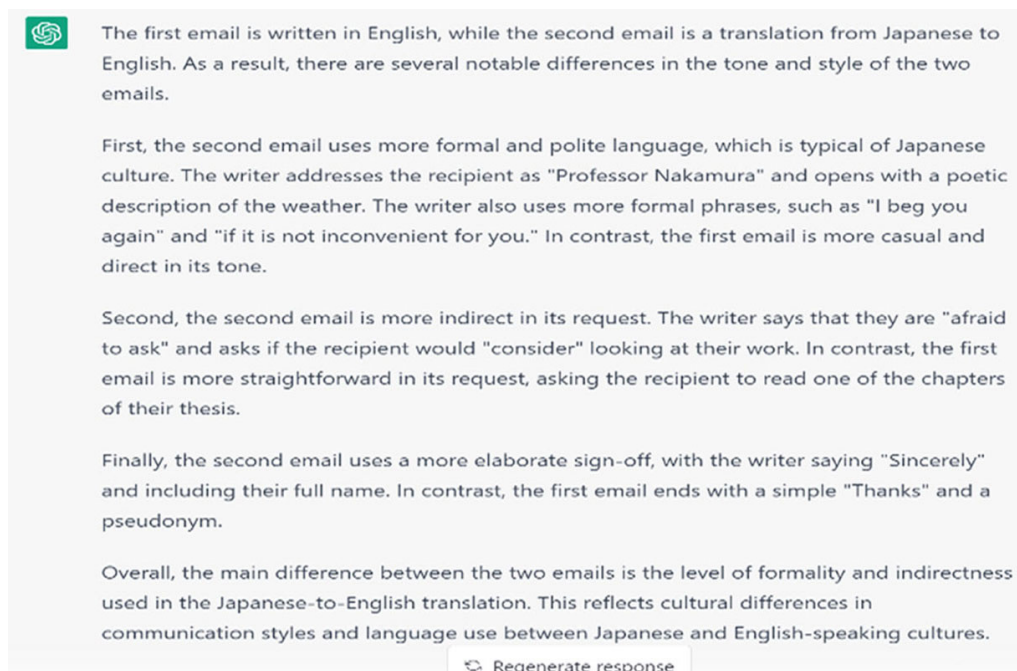 The first email is written in English, while the second email is a translation from Japanese to
English. As a result, there are several notable differences in the tone and style of the two
emails.
First, the second email uses more formal and polite language, which is typical of Japanese
culture. The writer addresses the recipient as "Professor Nakamura" and opens with a poetic
description of the weather. The writer also uses more formal phrases, such as "I beg you
again" and "if it is not inconvenient for you." In contrast, the first email is more casual and
direct in its tone.
Second, the second email is more indirect in its request. The writer says that they are "afraid
to ask" and asks if the recipient would "consider" looking at their work. In contrast, the first
email is more straightforward in its request, asking the recipient to read one of the chapters
of their thesis.
Finally, the second email uses a more elaborate sign-off, with the writer saying "Sincerely"
and including their full name. In contrast, the first email ends with a simple "Thanks" and a
pseudonym.
Overall, the main difference between the two emails is the level of formality and indirectness
used in the Japanese-to-English translation. This reflects cultural differences in
communication styles and language use between Japanese and English-speaking cultures.
Regenerate response